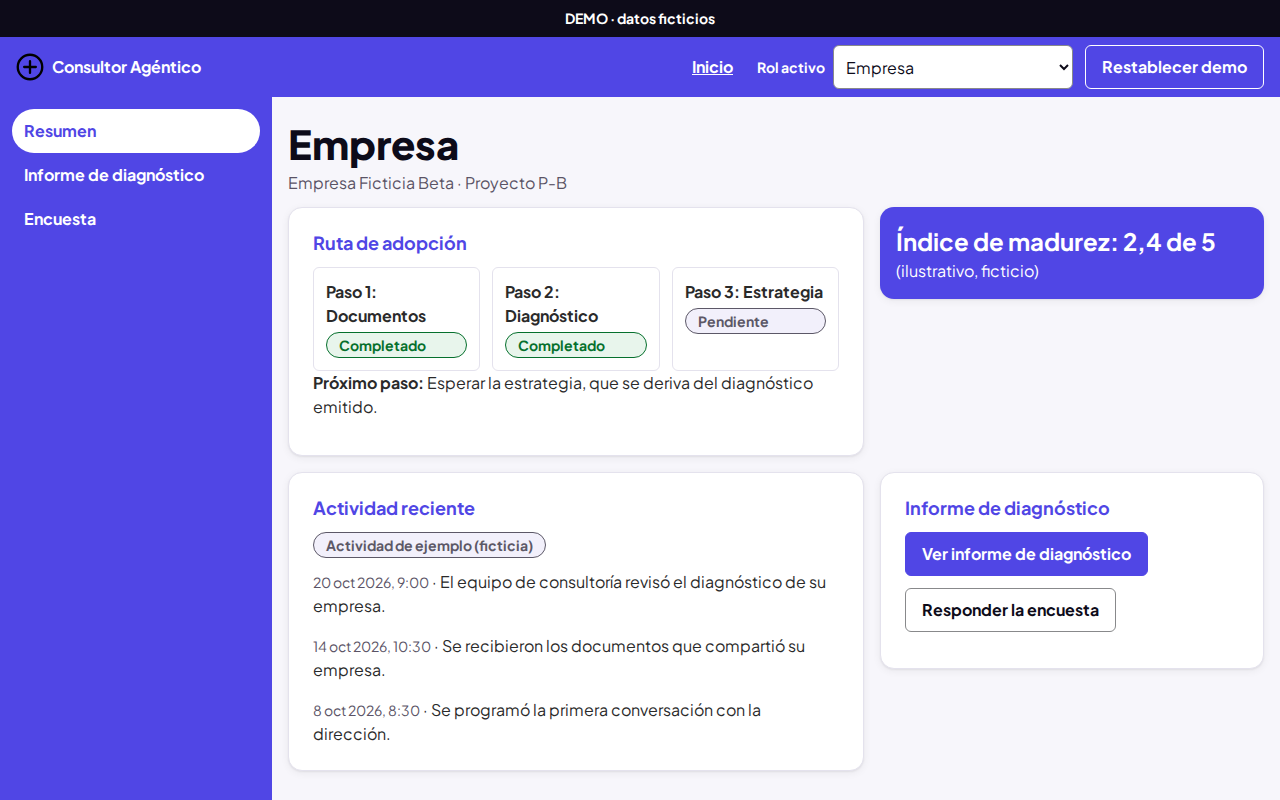 DEMO · datos ficticios
Consultor Agéntico
Inicio
Rol activo
Empresa
Restablecer demo
Resumen
Informe de diagnóstico
Encuesta
Empresa
Empresa Ficticia Beta · Proyecto P-B
Ruta de adopción
Paso 1:
Documentos
Completado
Paso 2:
Diagnóstico
Completado
Paso 3: Estrategia
Pendiente
Próximo paso: Esperar la estrategia, que se deriva del diagnóstico
emitido.
Índice de madurez: 2,4 de 5
(ilustrativo, ficticio)
Actividad reciente
Actividad de ejemplo (ficticia)
20 oct 2026, 9:00 · El equipo de consultoría revisó el diagnóstico de su
empresa.
14 oct 2026, 10:30 · Se recibieron los documentos que compartió su
empresa.
8 oct 2026, 8:30 · Se programó la primera conversación con la
dirección.
Informe de diagnóstico
Ver informe de diagnóstico
Responder la encuesta